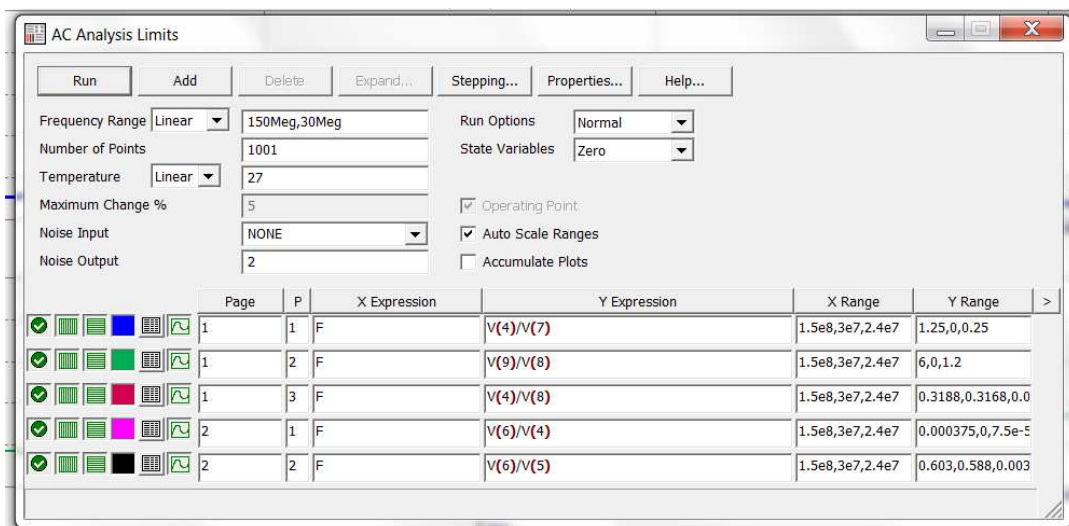 AC Analysis Limits
Run Add Delete Expand... Stepping... Properties... Help...
Frequency Range Linear 150Meg,30Meg Run Options Normal
Number of Points 1001 State Variables Zero
Temperature Linear 27
Maximum Change % 5 Operating Point
Noise Input NONE Auto Scale Ranges
Noise Output 2 Accumulate Plots
Page P X Expression Y Expression X Range Y Range >
1 1 F V(4)/V(7) 1.5e8,3e7,2.4e7 1.25,0,0.25
1 2 F V(9)/V(8) 1.5e8,3e7,2.4e7 6,0,1.2
1 3 F V(4)/V(8) 1.5e8,3e7,2.4e7 0.3188,0.3168,0.0
2 1 F V(6)/V(4) 1.5e8,3e7,2.4e7 0.000375,0,7.5e-5
2 2 F V(6)/V(5) 1.5e8,3e7,2.4e7 0.603,0.588,0.003